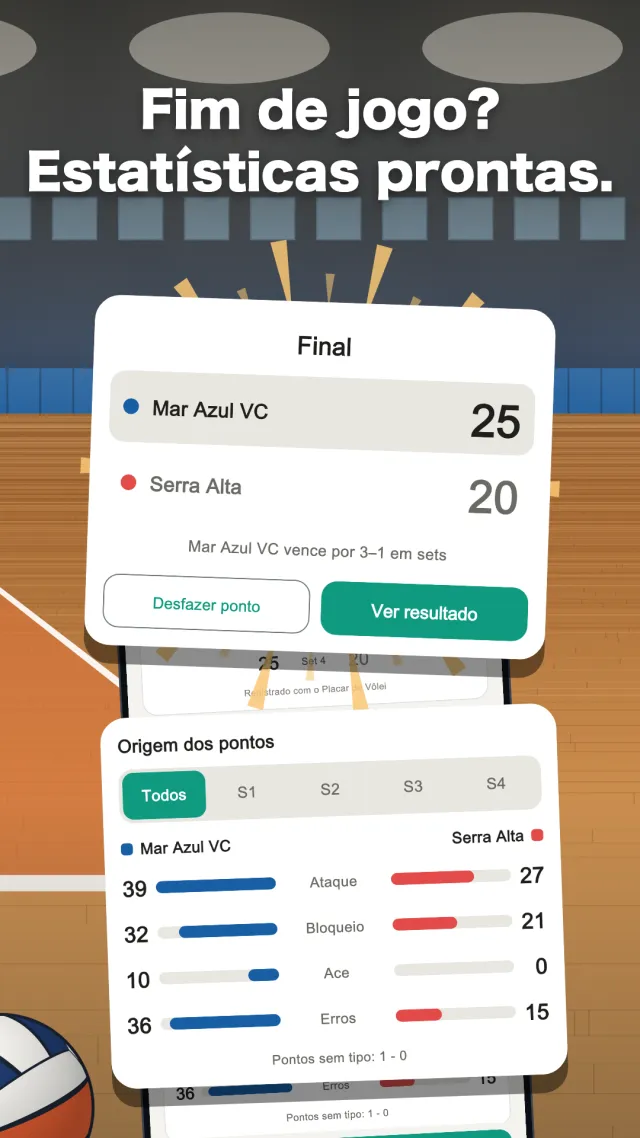 Fim de jogo?
Estatísticas prontas.
Final
Mar Azul VC 25
Serra Alta 20
Mar Azul VC vence por 3–1 em sets
Desfazer ponto Ver resultado
25 Set 4 20
Registrado com o Placar de Vôlei
Origem dos pontos
Todos S1 S2 S3 S4
Mar Azul VC Serra Alta
39 Ataque 27
32 Bloqueio 21
10 Ace 0
36 Erros 15
Pontos sem tipo: 1 - 0
36 Erros 15
Pontos sem tipo: 1 - 0